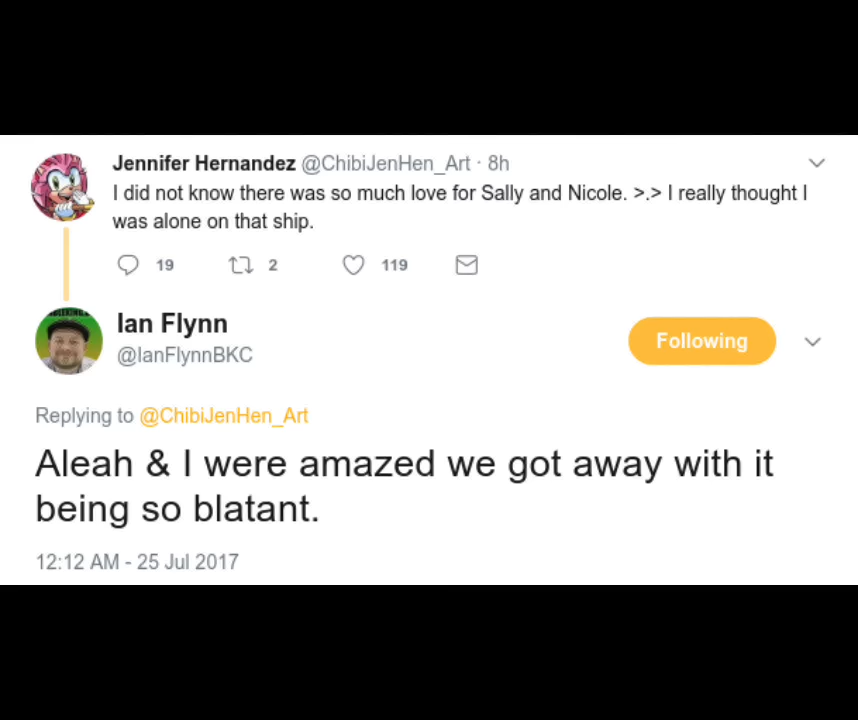 Jennifer Hernandez @ChibiJenHen_Art · 8h
I did not know there was so much love for Sally and Nicole. >.> I really thought I
was alone on that ship.
19 2 119
Ian Flynn
@IanFlynnBKC
Following
Replying to @ChibiJenHen_Art
Aleah & I were amazed we got away with it
being so blatant.
12:12 AM - 25 Jul 2017